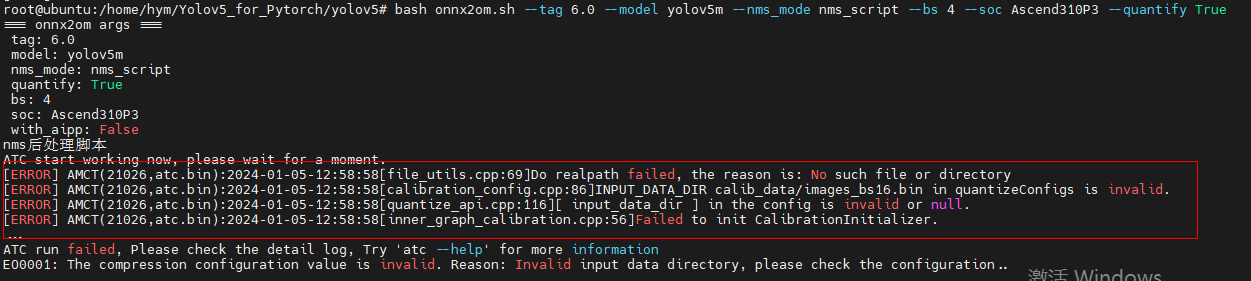 root@ubuntu:/home/hym/Yolov5_for_Pytorch/yolov5# bash onnx2om.sh --tag 6.0 --model yolov5m --nms_mode nms_script --bs 4 --soc Ascend310P3 --quantify True
=== onnx2om args ===
tag: 6.0
model: yolov5m
nms_mode: nms_script
quantify: True
bs: 4
soc: Ascend310P3
with_aipp: False
nms后处理脚本
ATC start working now, please wait for a moment.
[ERROR] AMCT(21026,atc.bin):2024-01-05-12:58:58[file_utils.cpp:69]Do realpath failed, the reason is: No such file or directory
[ERROR] AMCT(21026,atc.bin):2024-01-05-12:58:58[calibration_config.cpp:86]INPUT_DATA_DIR calib_data/images_bs16.bin in quantizeConfigs is invalid.
[ERROR] AMCT(21026,atc.bin):2024-01-05-12:58:58[quantize_api.cpp:116][ input_data_dir ] in the config is invalid or null.
[ERROR] AMCT(21026,atc.bin):2024-01-05-12:58:58[inner_graph_calibration.cpp:56]Failed to init CalibrationInitializer.
...
ATC run failed, Please check the detail log, Try 'atc --help' for more information
E00001: The compression configuration value is invalid. Reason: Invalid input data directory, please check the configuration..
激活 Windows